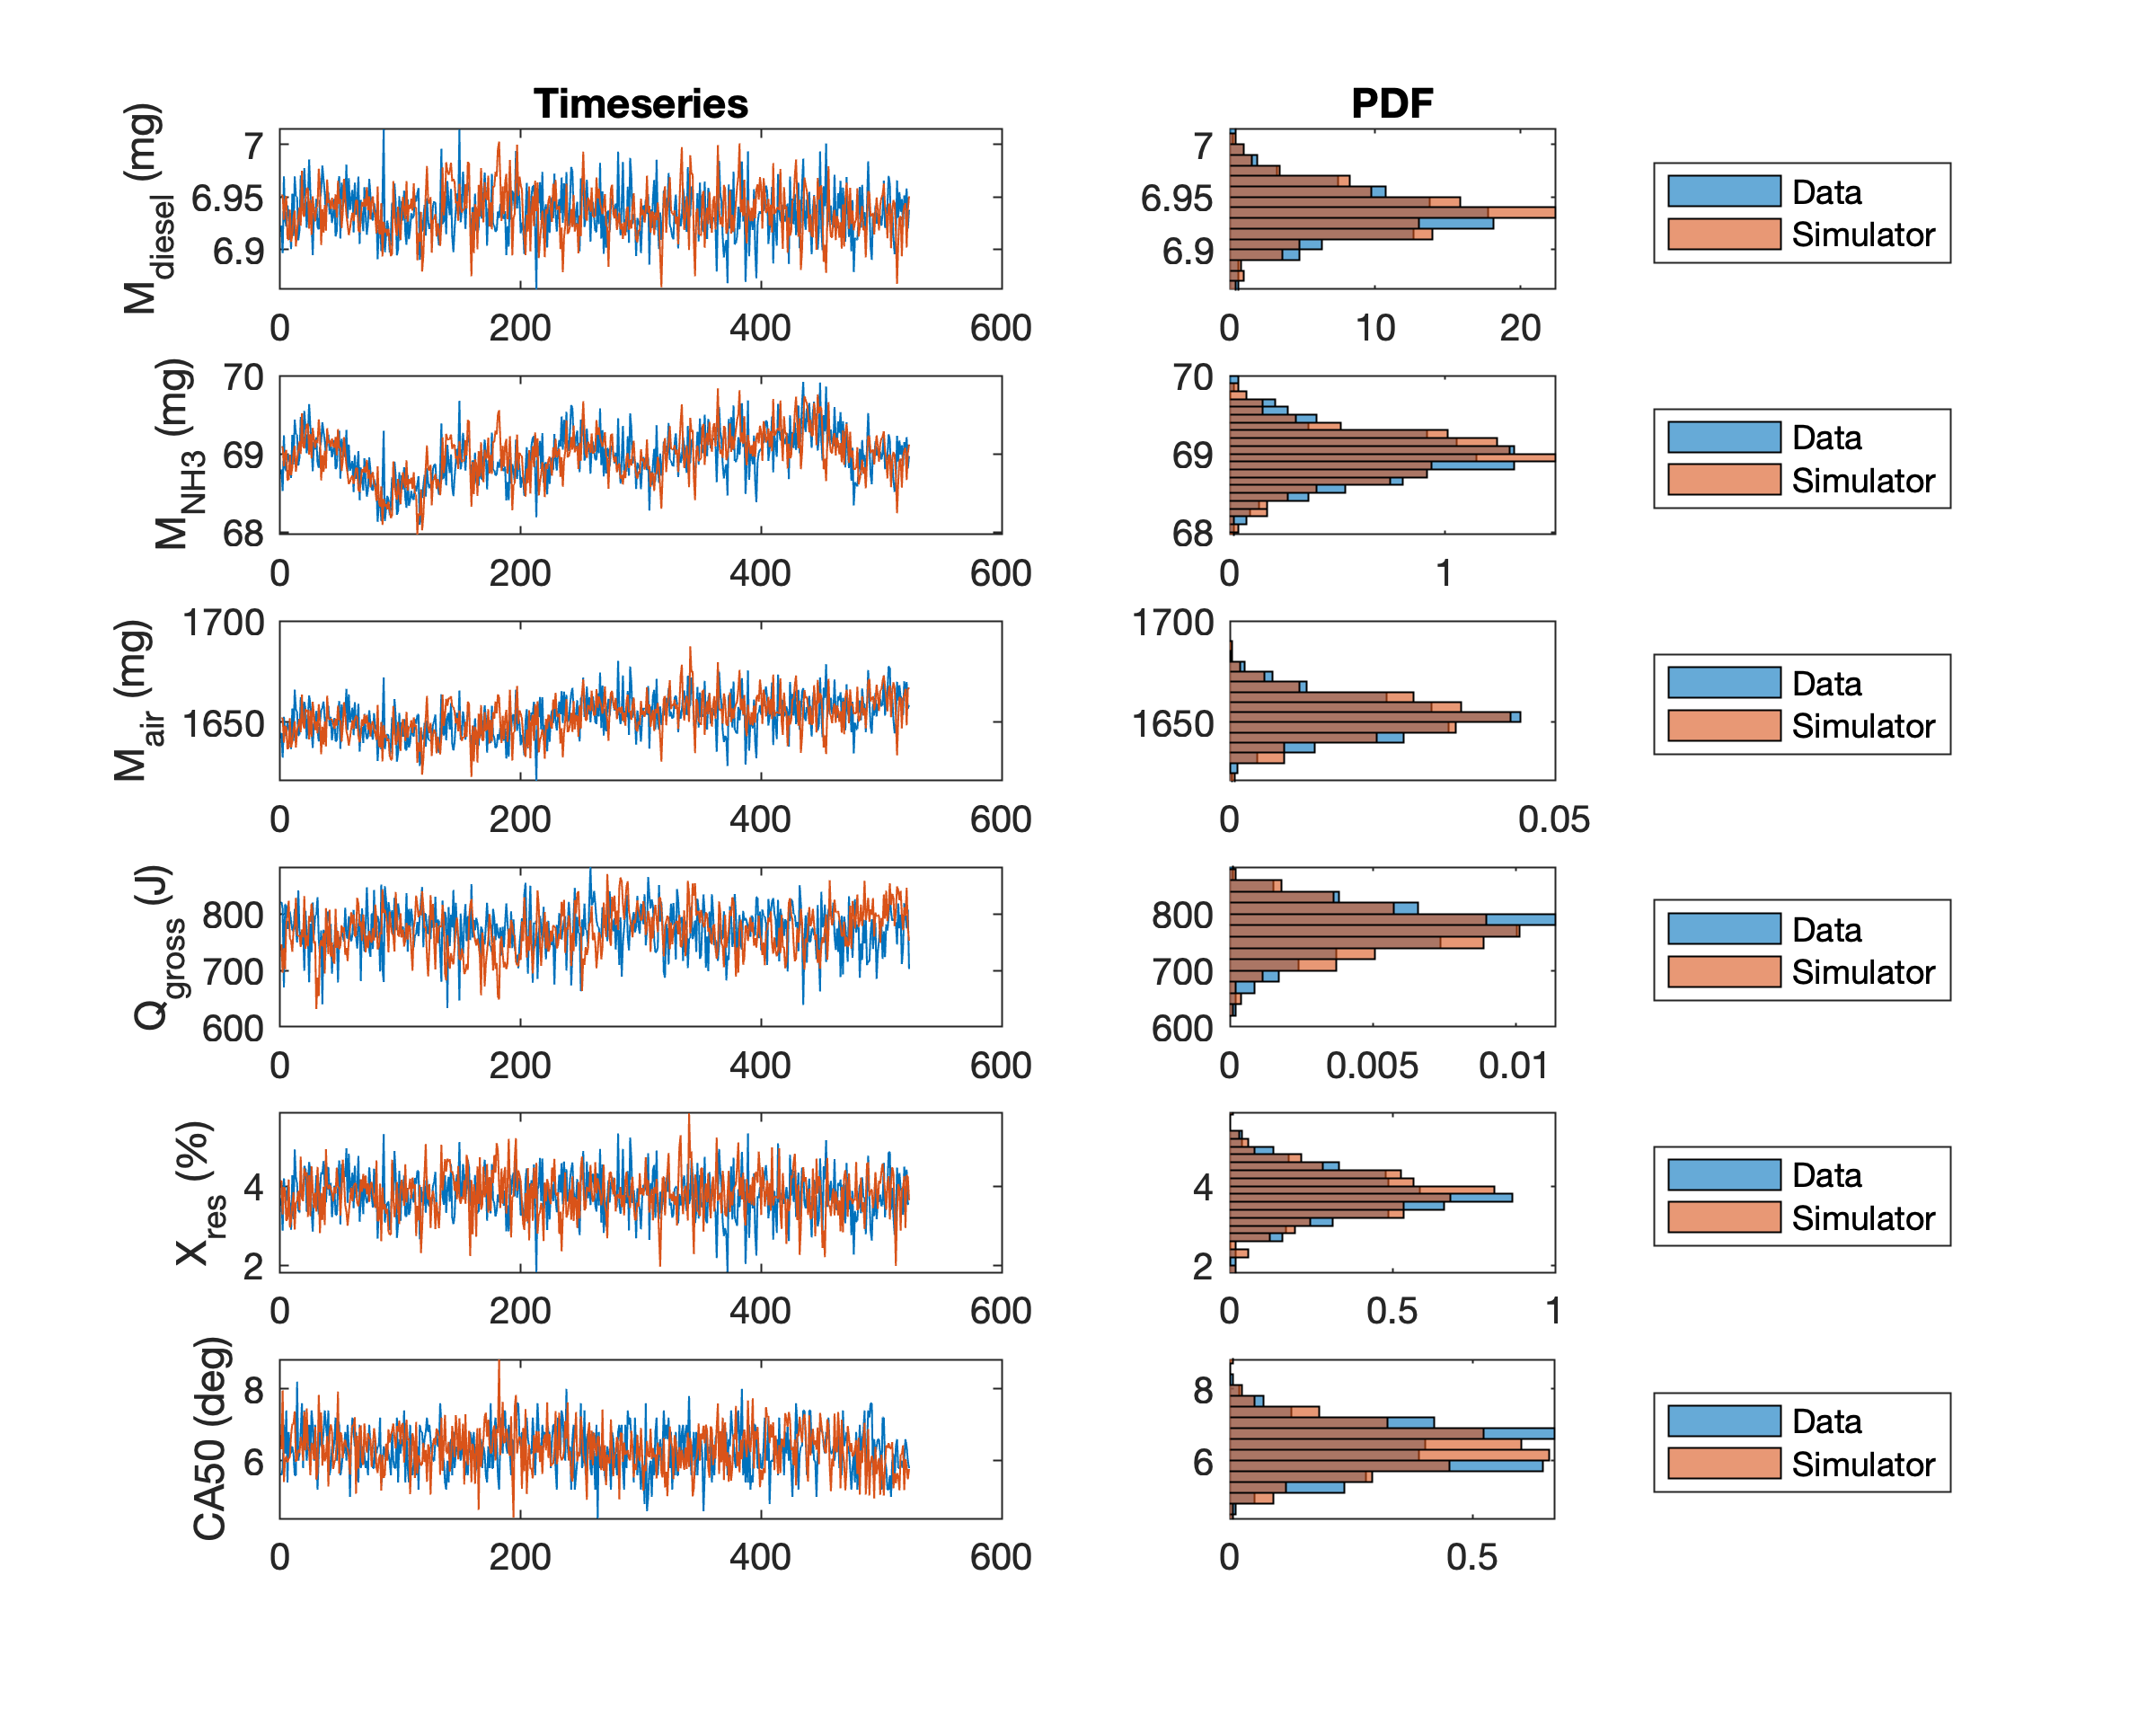 Timeseries PDF
M_diesel (mg)
7
6.95
6.9
0 200 400 600
7
6.95
6.9
0 10 20
Data
Simulator
M_NH3 (mg)
70
69
68
0 200 400 600
70
69
68
0 1
Data
Simulator
M_air (mg)
1700
1650
0 200 400 600
1700
1650
0 0.05
Data
Simulator
Q_gross (J)
800
700
600
0 200 400 600
800
700
600
0 0.005 0.01
Data
Simulator
X_res (%)
4
2
0 200 400 600
4
2
0 0.5 1
Data
Simulator
CA50 (deg)
8
6
0 200 400 600
8
6
0 0.5
Data
Simulator